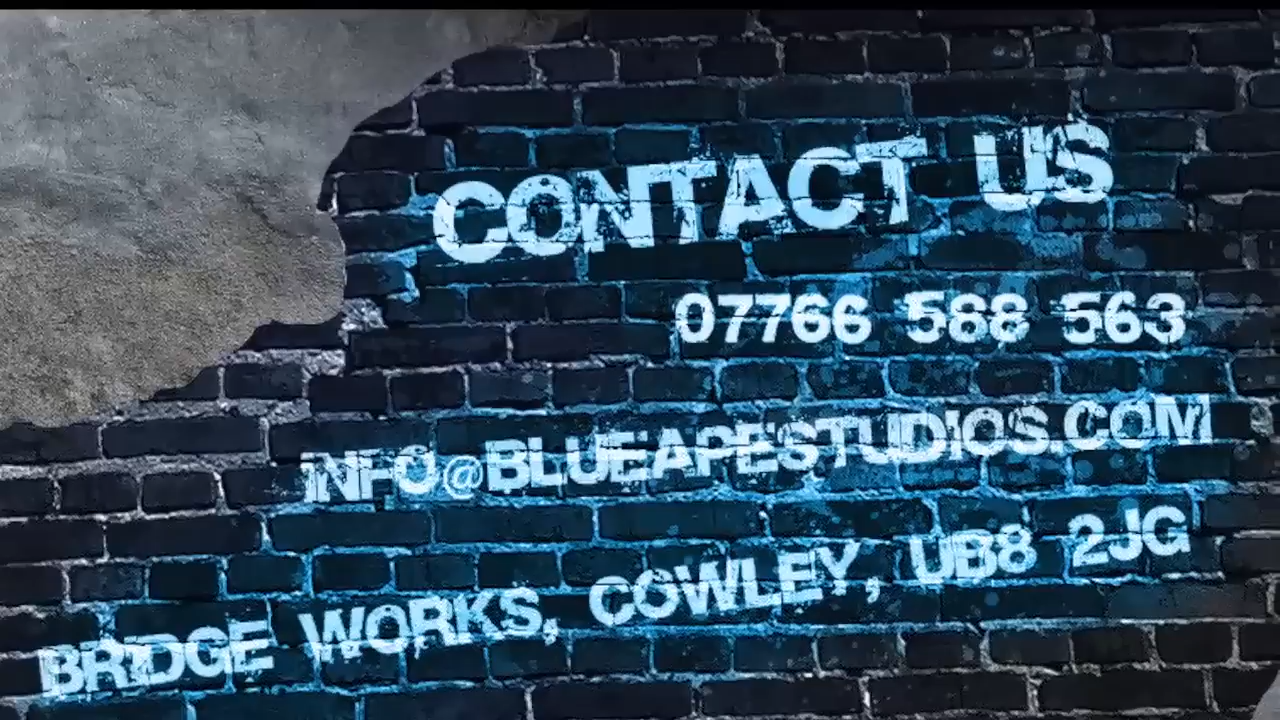 CONTACT US
07766 588 563
INFO@BLUEAPESTUDIOS.COM
BRIDGE WORKS, COWLEY, UB8 2JG